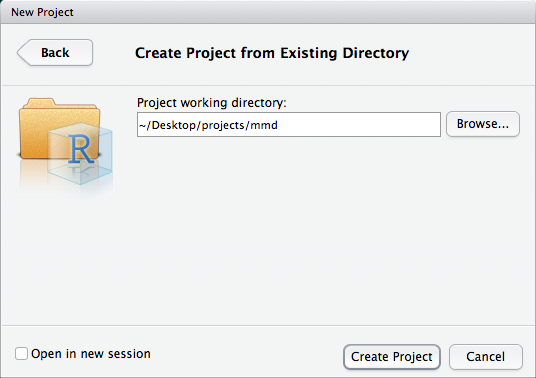 New Project
Back
Create Project from Existing Directory
Project working directory:
~/Desktop/projects/mmd
Browse...
R
Open in new session
Create Project
Cancel